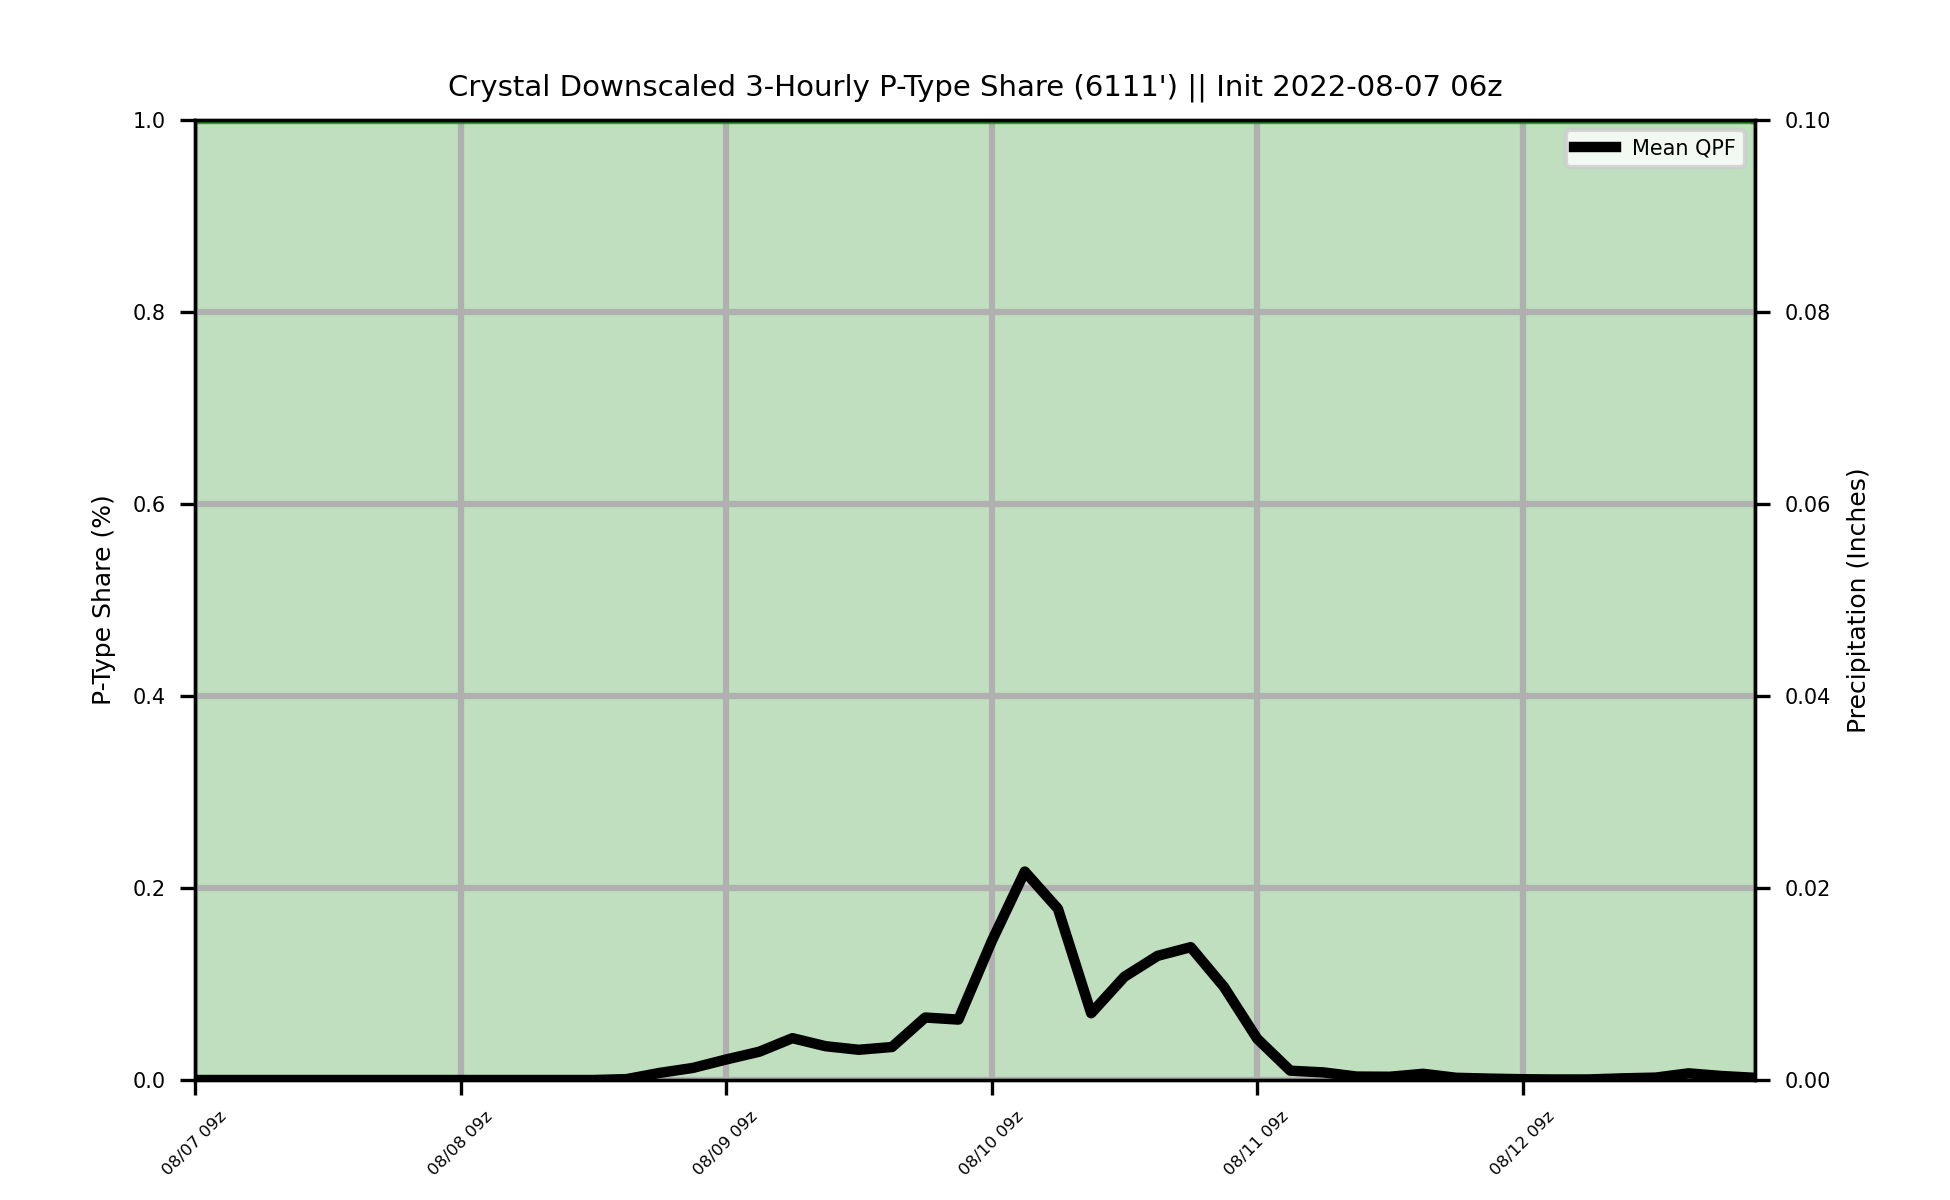 Crystal Downscaled 3-Hourly P-Type Share (6111') || Init 2022-08-07 06z
Mean QPF
P-Type Share (%)
1.0
0.8
0.6
0.4
0.2
0.0
0.10
0.08
0.06
0.04
0.02
0.00
Precipitation (Inches)
08/07 09z
08/08 09z
08/09 09z
08/10 09z
08/11 09z
08/12 09z